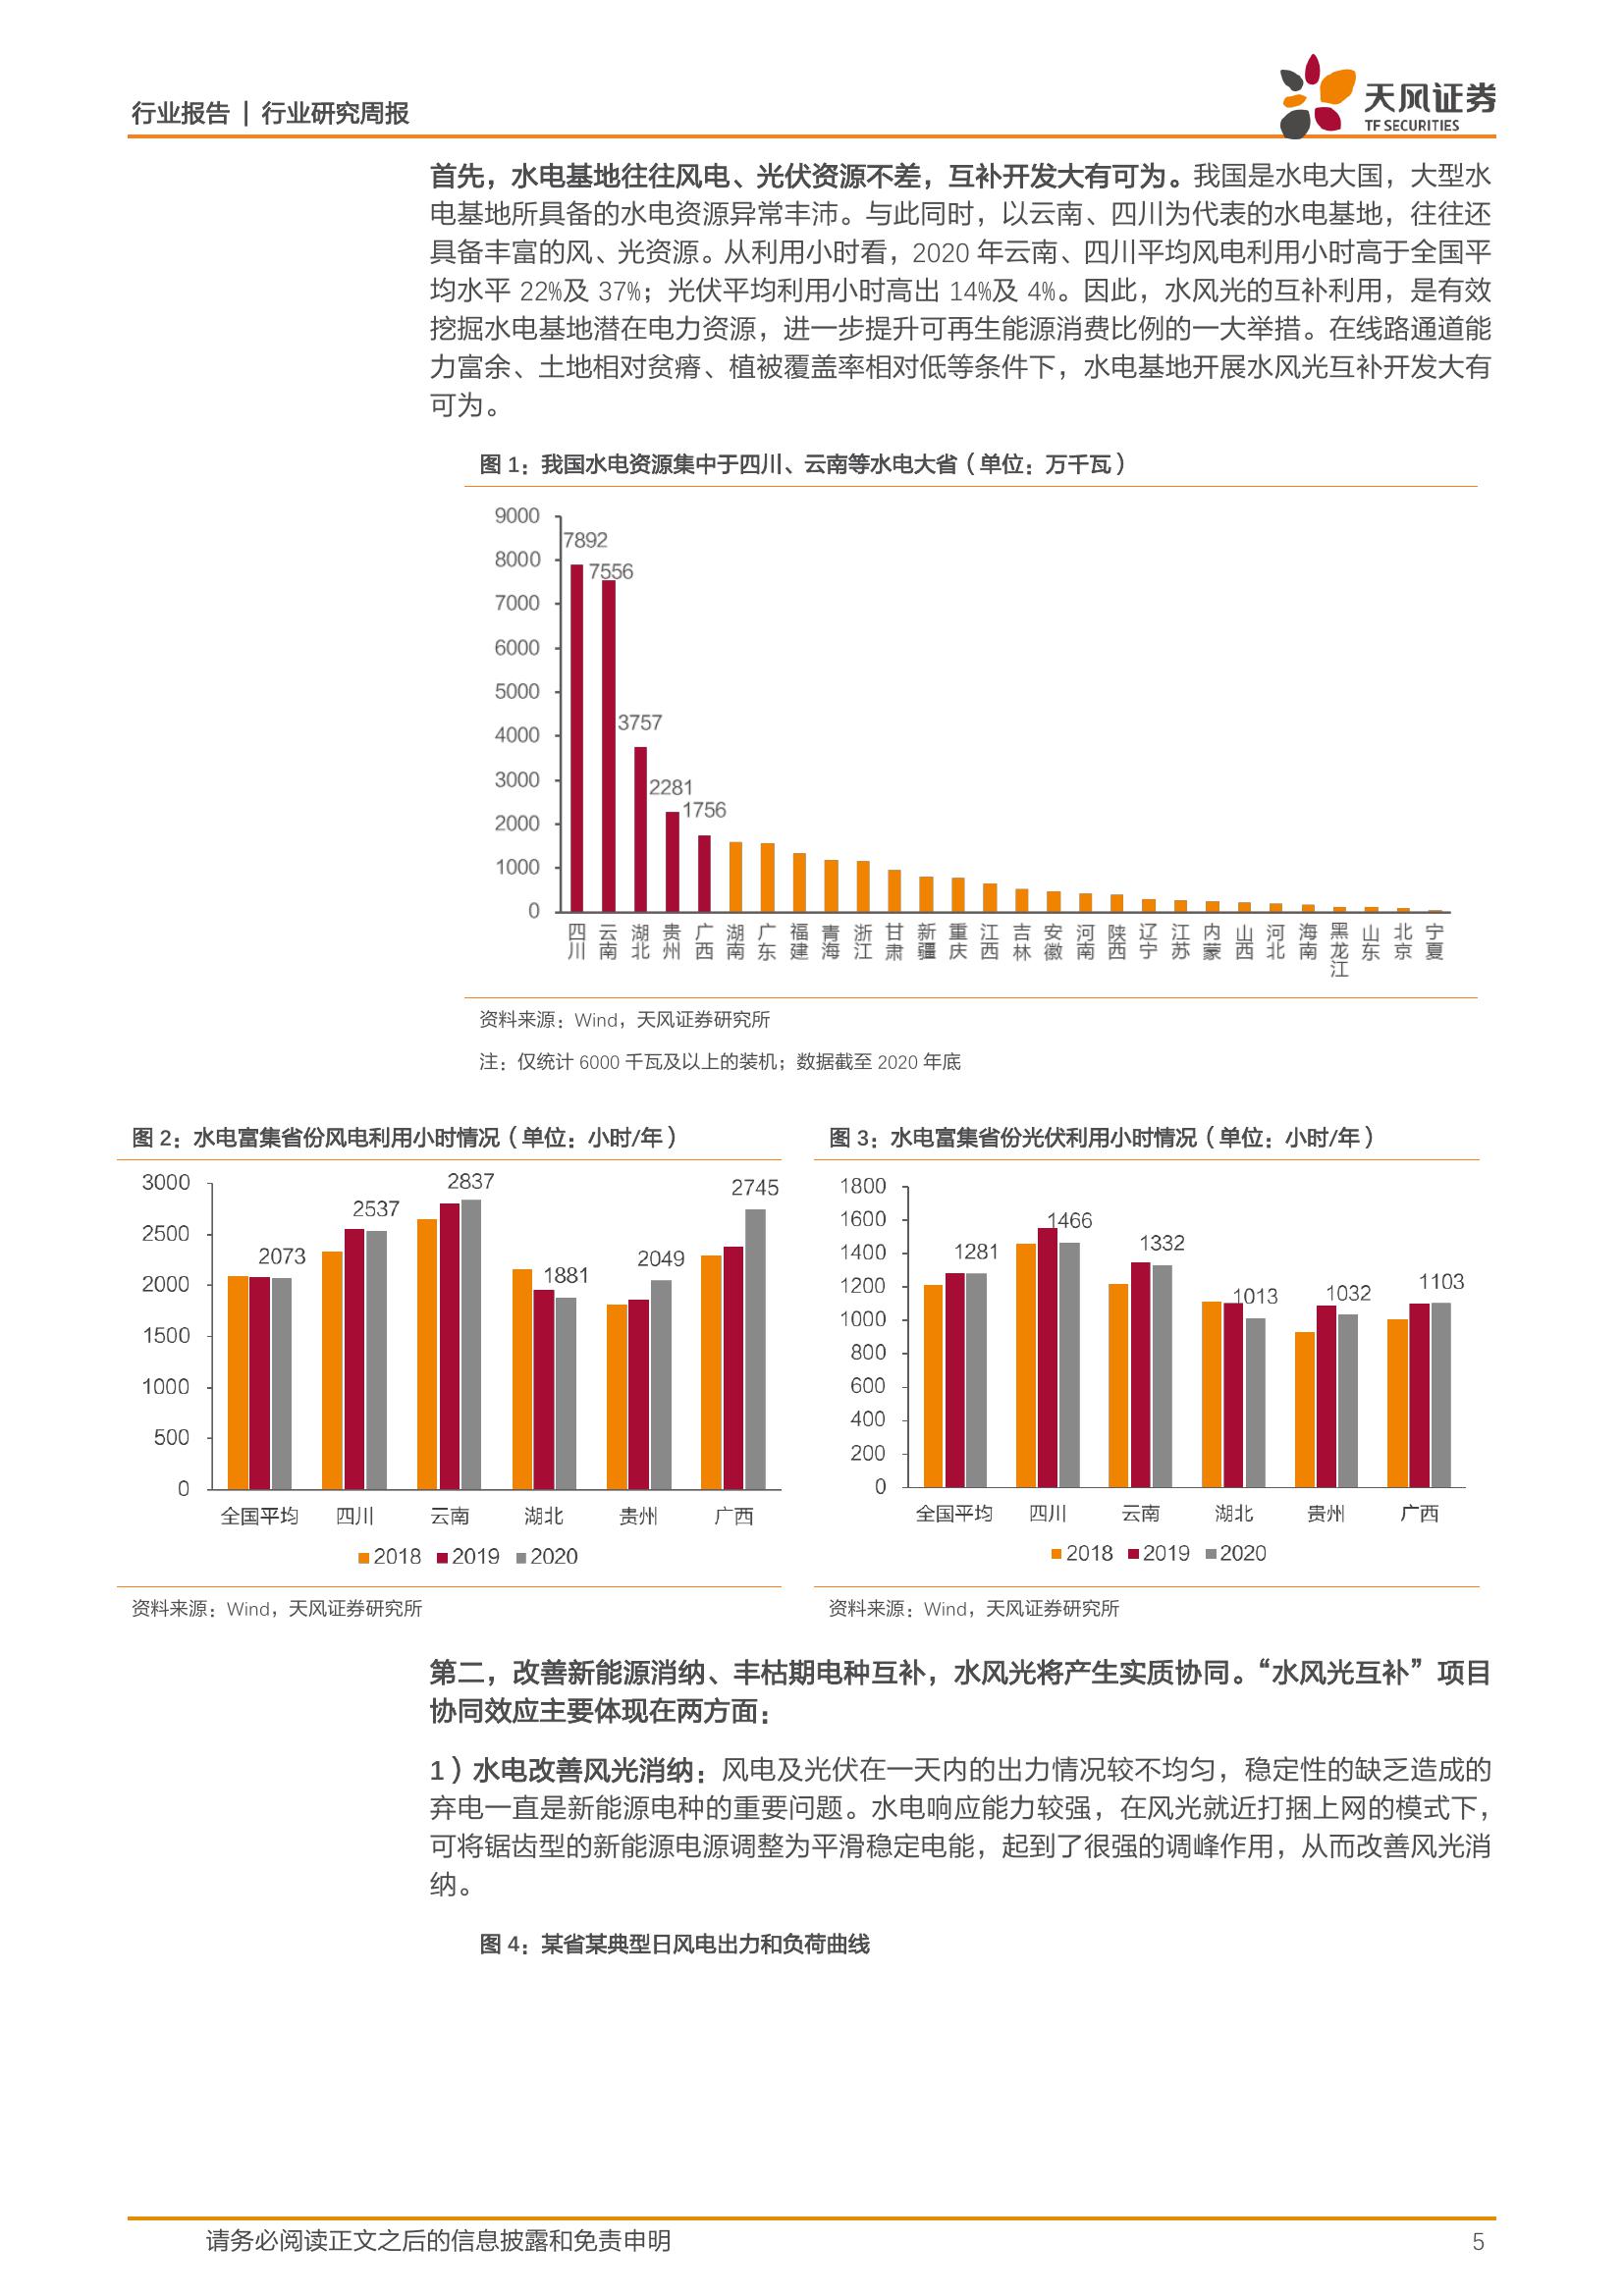 行业报告 | 行业研究周报
天风证券
TF SECURITIES
首先，水电基地往往风电、光伏资源不差，互补开发大有可为。我国是水电大国，大型水
电基地所具备的水电资源异常丰沛。与此同时，以云南、四川为代表的水电基地，往往还
具备丰富的风、光资源。从利用小时看，2020 年云南、四川平均风电利用小时高于全国平
均水平 22%及 37%；光伏平均利用小时高出 14%及 4%。因此，水风光的互补利用，是有效
挖掘水电基地潜在电力资源，进一步提升可再生能源消费比例的一大举措。在线路通道能
力富余、土地相对贫瘠、植被覆盖率相对低等条件下，水电基地开展水风光互补开发大有
可为。
图 1：我国水电资源集中于四川、云南等水电大省（单位：万千瓦）
9000
8000
7000
6000
5000
4000
3000
2000
1000
0
7892
7556
3757
2281
1756
四川 云南 湖北 贵州 广西 湖南 广东 福建 青海 浙江 甘肃 新疆 重庆 江西 吉林 安徽 河南 陕西 辽宁 江苏 内蒙 山西 河北 海南 黑龙江 山东 北京 宁夏
资料来源：Wind，天风证券研究所
注：仅统计 6000 千瓦及以上的装机；数据截至 2020 年底
图 2：水电富集省份风电利用小时情况（单位：小时/年）
3000
2500
2000
1500
1000
500
0
2073
2537
2837
1881
2049
2745
全国平均 四川 云南 湖北 贵州 广西
2018 2019 2020
资料来源：Wind，天风证券研究所
图 3：水电富集省份光伏利用小时情况（单位：小时/年）
1800
1600
1400
1200
1000
800
600
400
200
0
1281
1466
1332
1013
1032
1103
全国平均 四川 云南 湖北 贵州 广西
2018 2019 2020
资料来源：Wind，天风证券研究所
第二，改善新能源消纳、丰枯期电种互补，水风光将产生实质协同。“水风光互补”项目
协同效应主要体现在两方面：
1）水电改善风光消纳：风电及光伏在一天内的出力情况较不均匀，稳定性的缺乏造成的
弃电一直是新能源电种的重要问题。水电响应能力较强，在风光就近打捆上网的模式下，
可将锯齿型的新能源电源调整为平滑稳定电能，起到了很强的调峰作用，从而改善风光消
纳。
图 4：某省某典型日风电出力和负荷曲线
请务必阅读正文之后的信息披露和免责申明
5